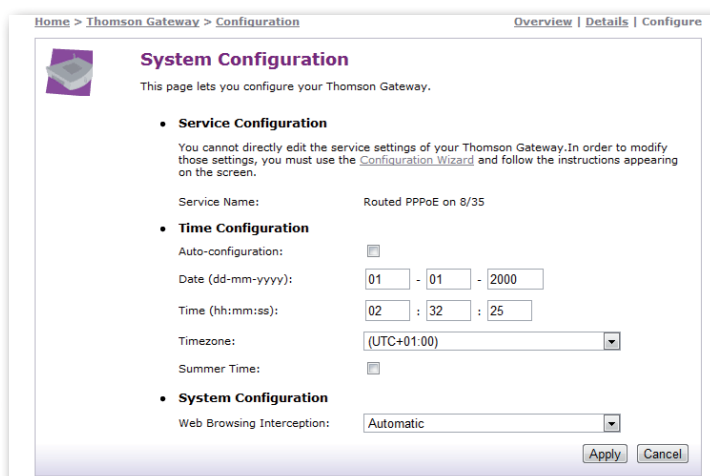 Home > Thomson Gateway > Configuration
Overview | Details | Configure
System Configuration
This page lets you configure your Thomson Gateway.
• Service Configuration
You cannot directly edit the service settings of your Thomson Gateway.In order to modify
those settings, you must use the Configuration Wizard and follow the instructions appearing
on the screen.
Service Name: Routed PPPoE on 8/35
• Time Configuration
Auto-configuration:
Date (dd-mm-yyyy): 01 - 01 - 2000
Time (hh:mm:ss): 02 : 32 : 25
Timezone: (UTC+01:00)
Summer Time:
• System Configuration
Web Browsing Interception: Automatic
Apply Cancel